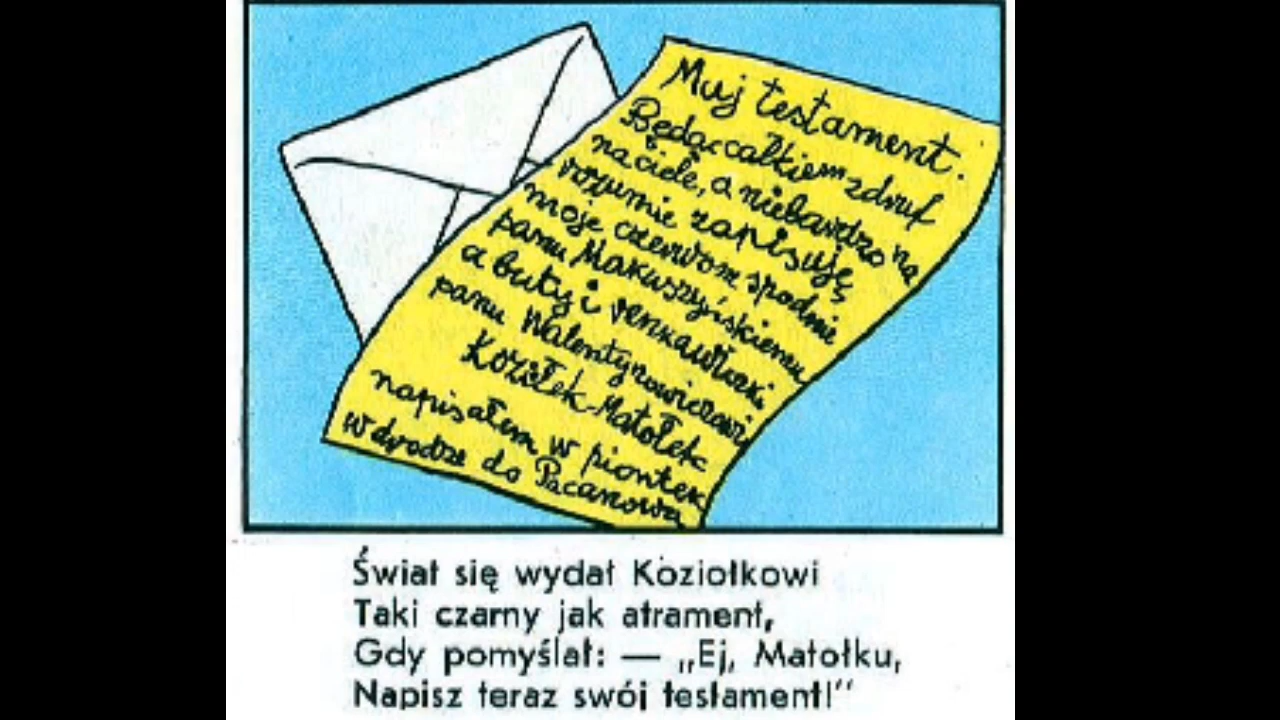 Muj testament.
Będąc całkiem zdruf
na ciele, a niebardzo na
rozumie zapisuję
moje czerwone spodnie
panu Makuszyńskiemu
a buty i
panu Walentynowiczowi
Koziłek-Matołek
napisałem w piontek
w drodze do Pacanowa
Świat się wydał Koziołkowi
Taki czarny jak atrament,
Gdy pomyślał: — „Ej, Matołku,
Napisz teraz swój testament!”